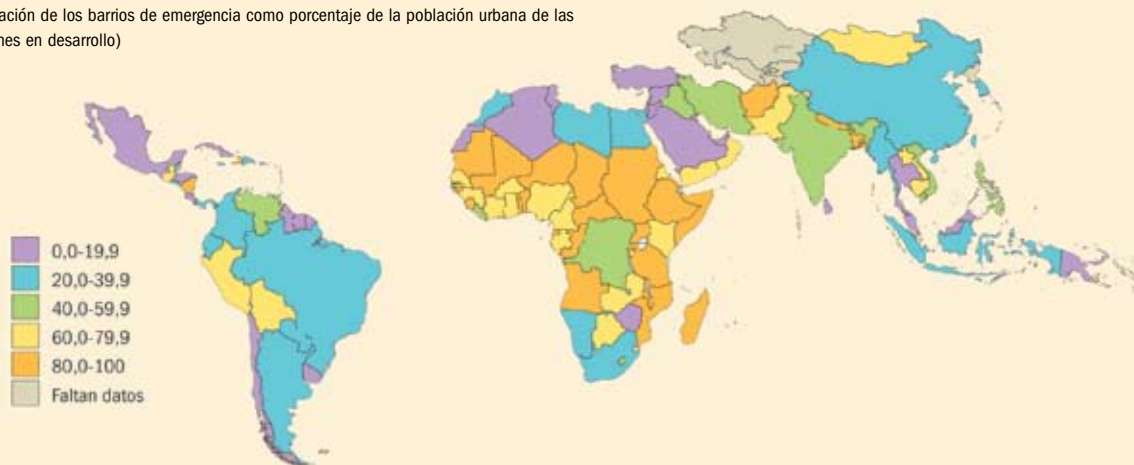 ación de los barrios de emergencia como porcentaje de la población urbana de las
nes en desarrollo)
0,0-19,9
20,0-39,9
40,0-59,9
60,0-79,9
80,0-100
Faltan datos